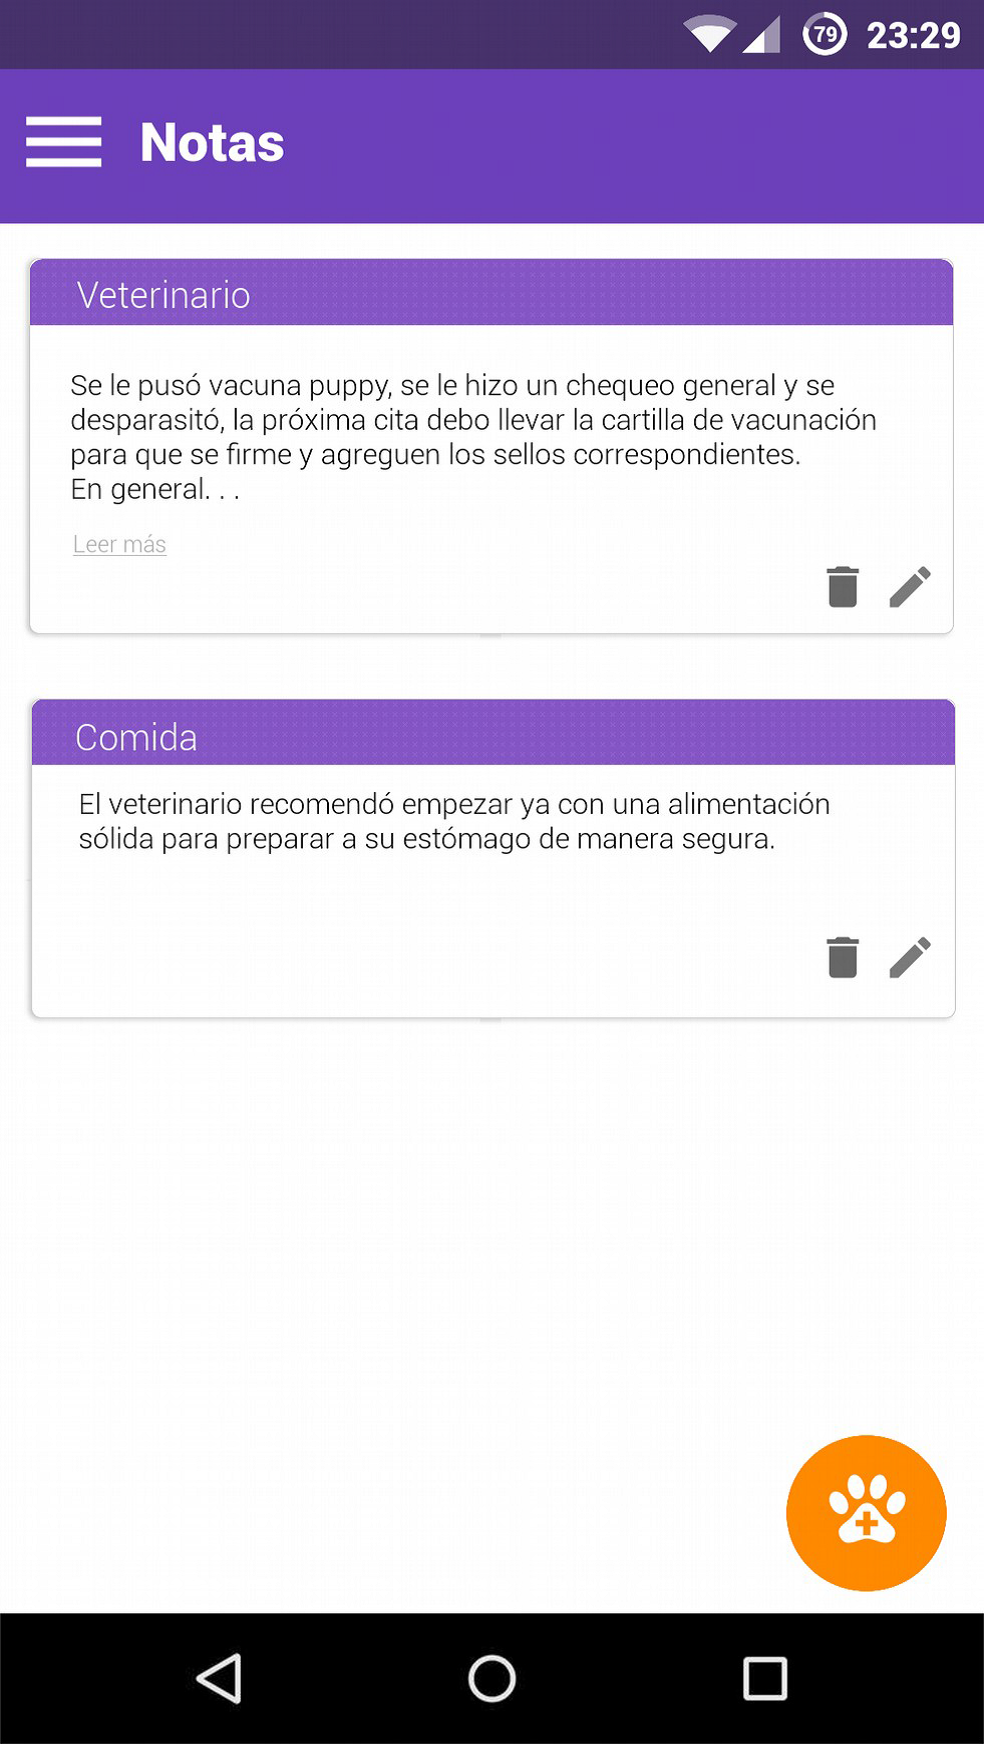 79 23:29
Notas
Veterinario
Se le pusó vacuna puppy, se le hizo un chequeo general y se
desparasitó, la próxima cita debo llevar la cartilla de vacunación
para que se firme y agreguen los sellos correspondientes.
En general. . .
Leer más
Comida
El veterinario recomendó empezar ya con una alimentación
sólida para preparar a su estómago de manera segura.